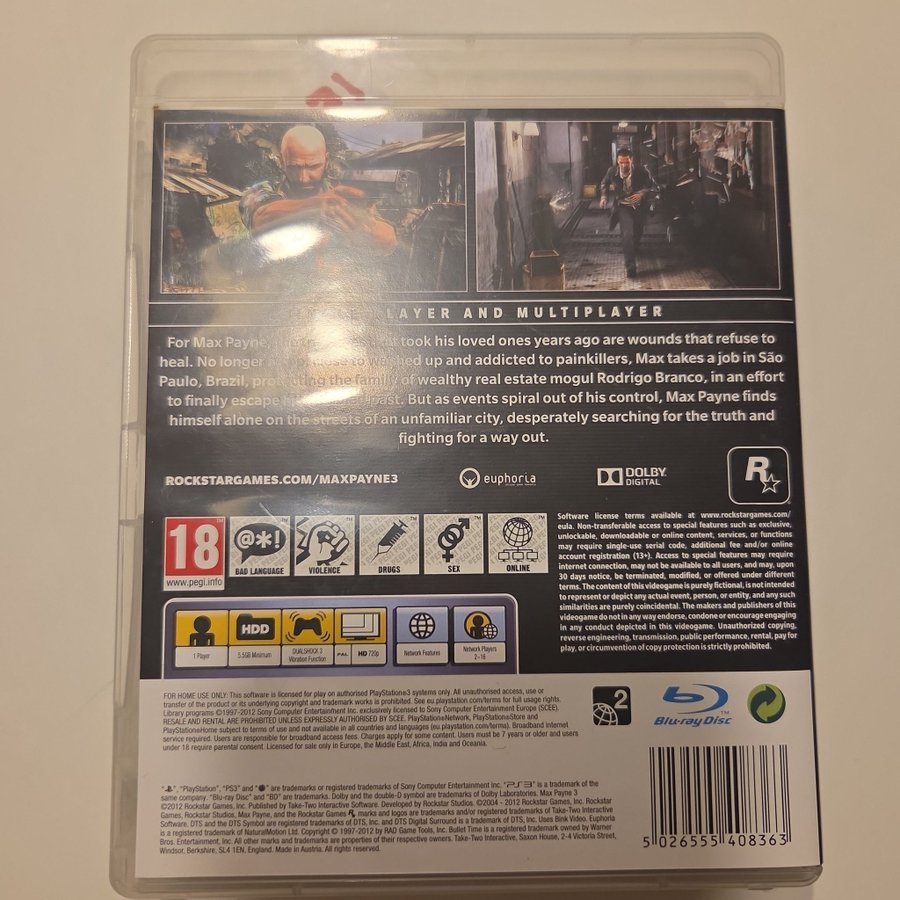 LAYER AND MULTIPLAYER
For Max Payne, took his loved ones years ago are wounds that refuse to
heal. No longer up and addicted to painkillers, Max takes a job in São
Paulo, Brazil, the family of wealthy real estate mogul Rodrigo Branco, in an effort
to finally escape past. But as events spiral out of his control, Max Payne finds
himself alone on the streets of an unfamiliar city, desperately searching for the truth and
fighting for a way out.
ROCKSTARGAMES.COM/MAXPAYNE3
euphoria
DOLBY
DIGITAL
R
18
www.pegi.info
@*!
BAD LANGUAGE
VIOLENCE
DRUGS
SEX
ONLINE
Software license terms available at www.rockstargames.com/
eula. Non-transferable access to special features such as exclusive,
unlockable, downloadable or online content, services, or functions
may require single-use serial code, additional fee and/or online
account registration (13+). Access to special features may require
internet connection, may not be available to all users, and may, upon
30 days notice, be terminated, modified, or offered under different
terms. The content of this videogame is purely fictional, is not intended
to represent or depict any actual event, person, or entity, and any such
similarities are purely coincidental. The makers and publishers of this
videogame do not in any way endorse, condone or encourage engaging
in any conduct depicted in this videogame. Unauthorized copying,
reverse engineering, transmission, public performance, rental, pay for
play, or circumvention of copy protection is strictly prohibited.
1 Player
HDD
5.5GB Minimum
DUALSHOCK 3
Vibration Function
PAL
HD 720p
Network Features
Network Players
2-16
FOR HOME USE ONLY: This software is licensed for play on authorised PlayStation®3 systems only. All unauthorised access, use or
transfer of the product or its underlying copyright and trademark works is prohibited. See eu.playstation.com/terms for full usage rights.
Library programs ©1997-2012 Sony Computer Entertainment Inc. exclusively licensed to Sony Computer Entertainment Europe (SCEE).
RESALE AND RENTAL ARE PROHIBITED UNLESS EXPRESSLY AUTHORISED BY SCEE. PlayStation®Network, PlayStation®Store and
PlayStation®Home subject to terms of use and not available in all countries and languages (eu.playstation.com/terms). Broadband internet
service required. Users are responsible for broadband access fees. Charges apply for some content. Users must be 7 years or older and users
under 18 require parental consent. Licensed for sale only in Europe, the Middle East, Africa, India and Oceania.
2
Blu-ray Disc
"PlayStation", "PS3" and are trademarks or registered trademarks of Sony Computer Entertainment Inc. "PS3" is a trademark of the
same company. "Blu-ray Disc" and "BD" are trademarks. Dolby and the double-D symbol are trademarks of Dolby Laboratories. Max Payne 3
©2012 Rockstar Games, Inc. Published by Take-Two Interactive Software. Developed by Rockstar Studios. ©2004 - 2012 Rockstar Games, Inc. Rockstar
Games, Rockstar Studios, Max Payne, and the Rockstar Games R marks and logos are trademarks and/or registered trademarks of Take-Two Interactive
Software. DTS and the DTS Symbol are registered trademarks of DTS, Inc. and DTS Digital Surround is a trademark of DTS, Inc. Uses Bink Video. Euphoria
is a registered trademark of NaturalMotion Ltd. Copyright © 1997-2012 by RAD Game Tools, Inc. Bullet Time is a registered trademark owned by Warner
Bros. Entertainment, Inc. All other marks and trademarks are properties of their respective owners. Take-Two Interactive, Saxon House, 2-4 Victoria Street,
Windsor, Berkshire, SL4 1EN, England. Made in Austria. All rights reserved.
5 026555 408363